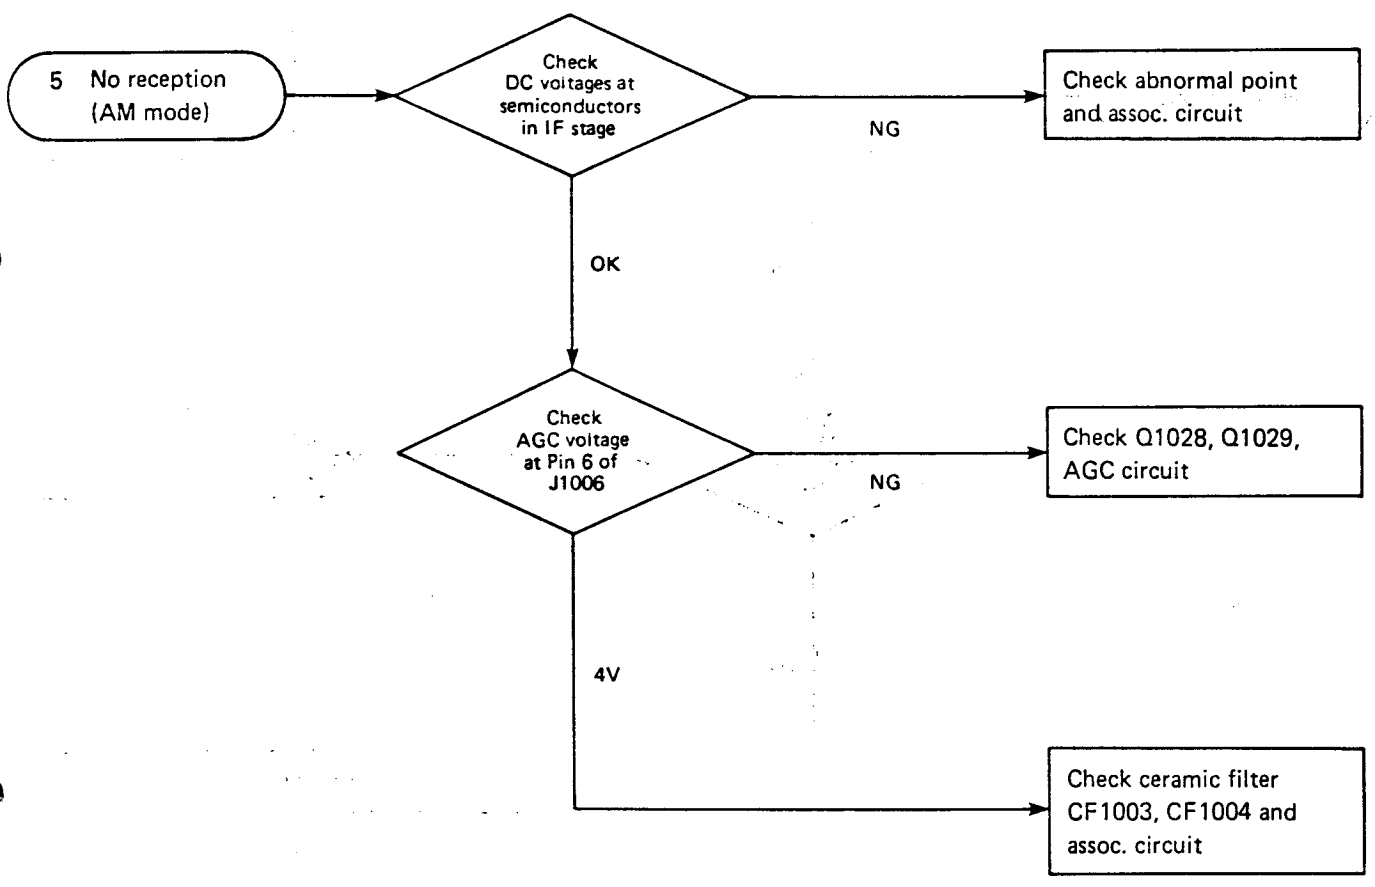 5 No reception
(AM mode)
Check
DC voltages at
semiconductors
in IF stage
NG
Check abnormal point
and assoc. circuit
OK
Check
AGC voltage
at Pin 6 of
J1006
NG
Check Q1028, Q1029,
AGC circuit
4V
Check ceramic filter
CF1003, CF1004 and
assoc. circuit